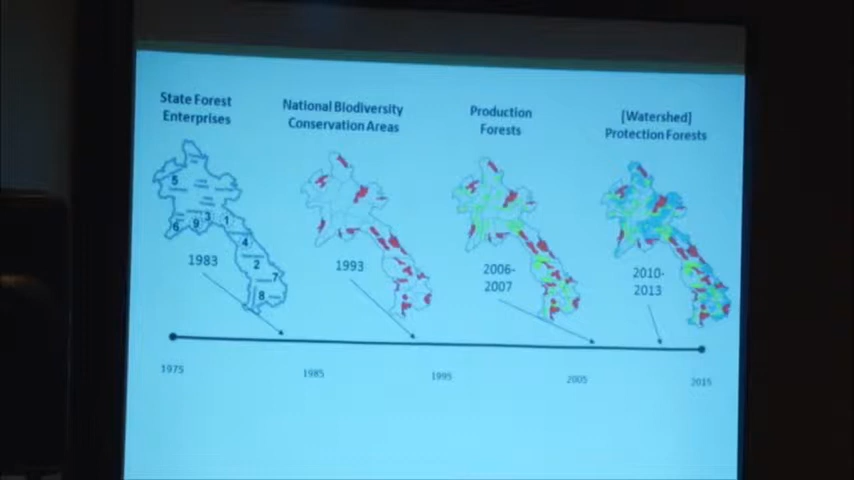 State Forest
Enterprises
National Biodiversity
Conservation Areas
Production
Forests
[Watershed]
Protection Forests
5
6
9
3
1
4
2
7
8
1983
1993
2006-
2007
2010-
2013
1975
1985
1995
2005
2015